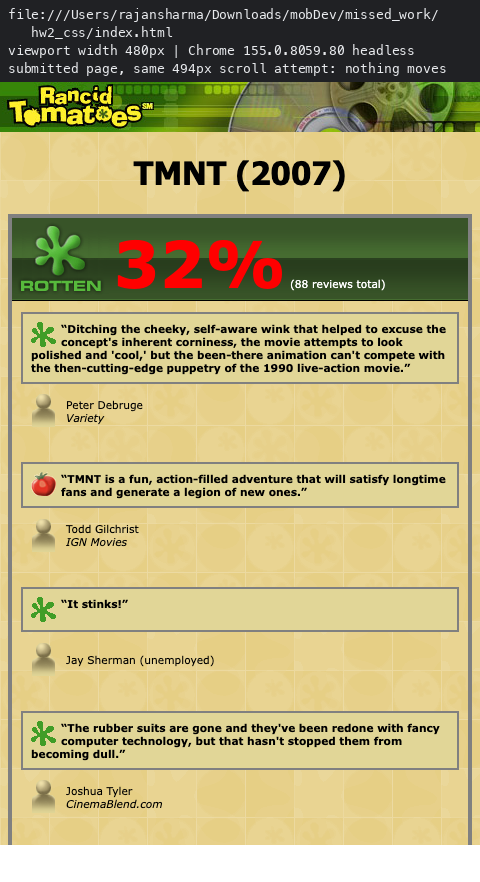 file:///Users/rajansharma/Downloads/mobDev/missed_work/
hw2_css/index.html
viewport width 480px | Chrome 155.0.8059.80 headless
submitted page, same 494px scroll attempt: nothing moves
Rancid
Tomatoes SM
TMNT (2007)
ROTTEN
32%
(88 reviews total)
“Ditching the cheeky, self-aware wink that helped to excuse the
concept's inherent corniness, the movie attempts to look
polished and 'cool,' but the been-there animation can't compete with
the then-cutting-edge puppetry of the 1990 live-action movie.”
Peter Debruge
Variety
“TMNT is a fun, action-filled adventure that will satisfy longtime
fans and generate a legion of new ones.”
Todd Gilchrist
IGN Movies
“It stinks!”
Jay Sherman (unemployed)
“The rubber suits are gone and they've been redone with fancy
computer technology, but that hasn't stopped them from
becoming dull.”
Joshua Tyler
CinemaBlend.com